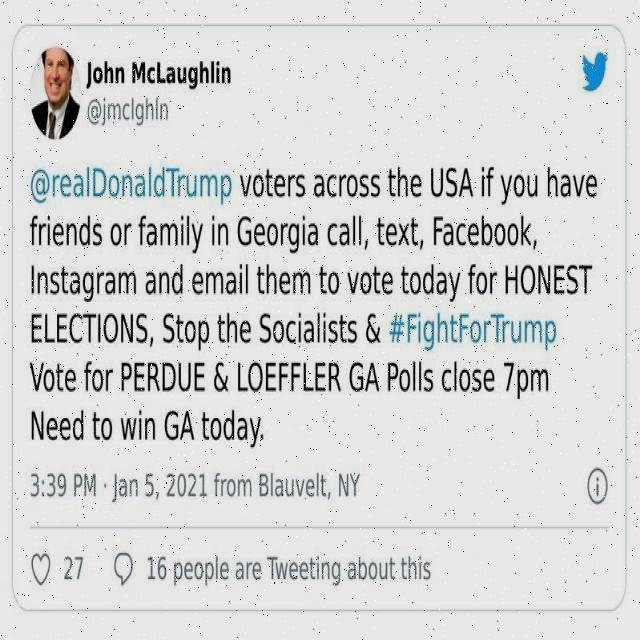 John McLaughlin
@jmclghln
@realDonaldTrump voters across the USA if you have
friends or family in Georgia call, text, Facebook,
Instagram and email them to vote today for HONEST
ELECTIONS, Stop the Socialists & #FightForTrump
Vote for PERDUE & LOEFFLER GA Polls close 7pm
Need to win GA today.
3:39 PM · Jan 5, 2021 from Blauvelt, NY
27 16 people are Tweeting about this